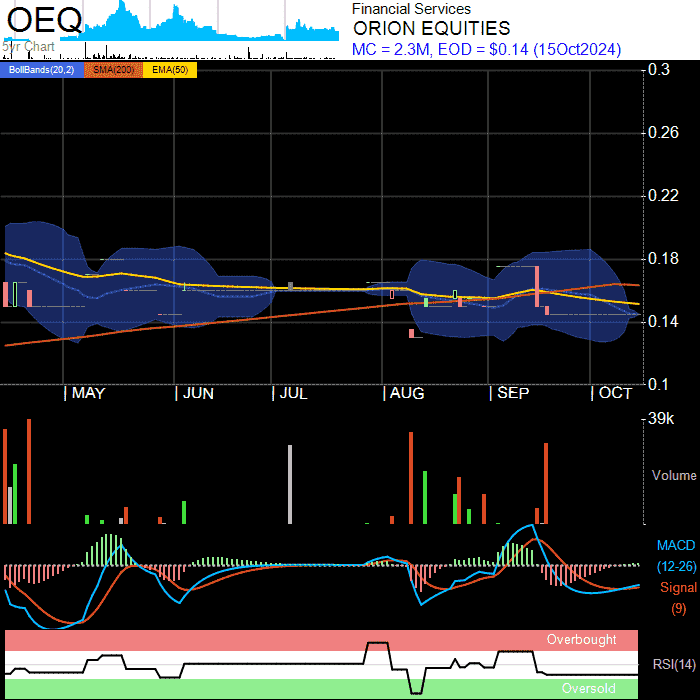 OEQ
5yr Chart
Financial Services
ORION EQUITIES
MC = 2.3M, EOD = $0.14 (15Oct2024)
BollBands(20,2) SMA(200) EMA(50)
0.3
0.26
0.22
0.18
0.14
0.1
MAY JUN JUL AUG SEP OCT
39k
Volume
MACD
(12-26)
Signal
(9)
Overbought
RSI(14)
Oversold